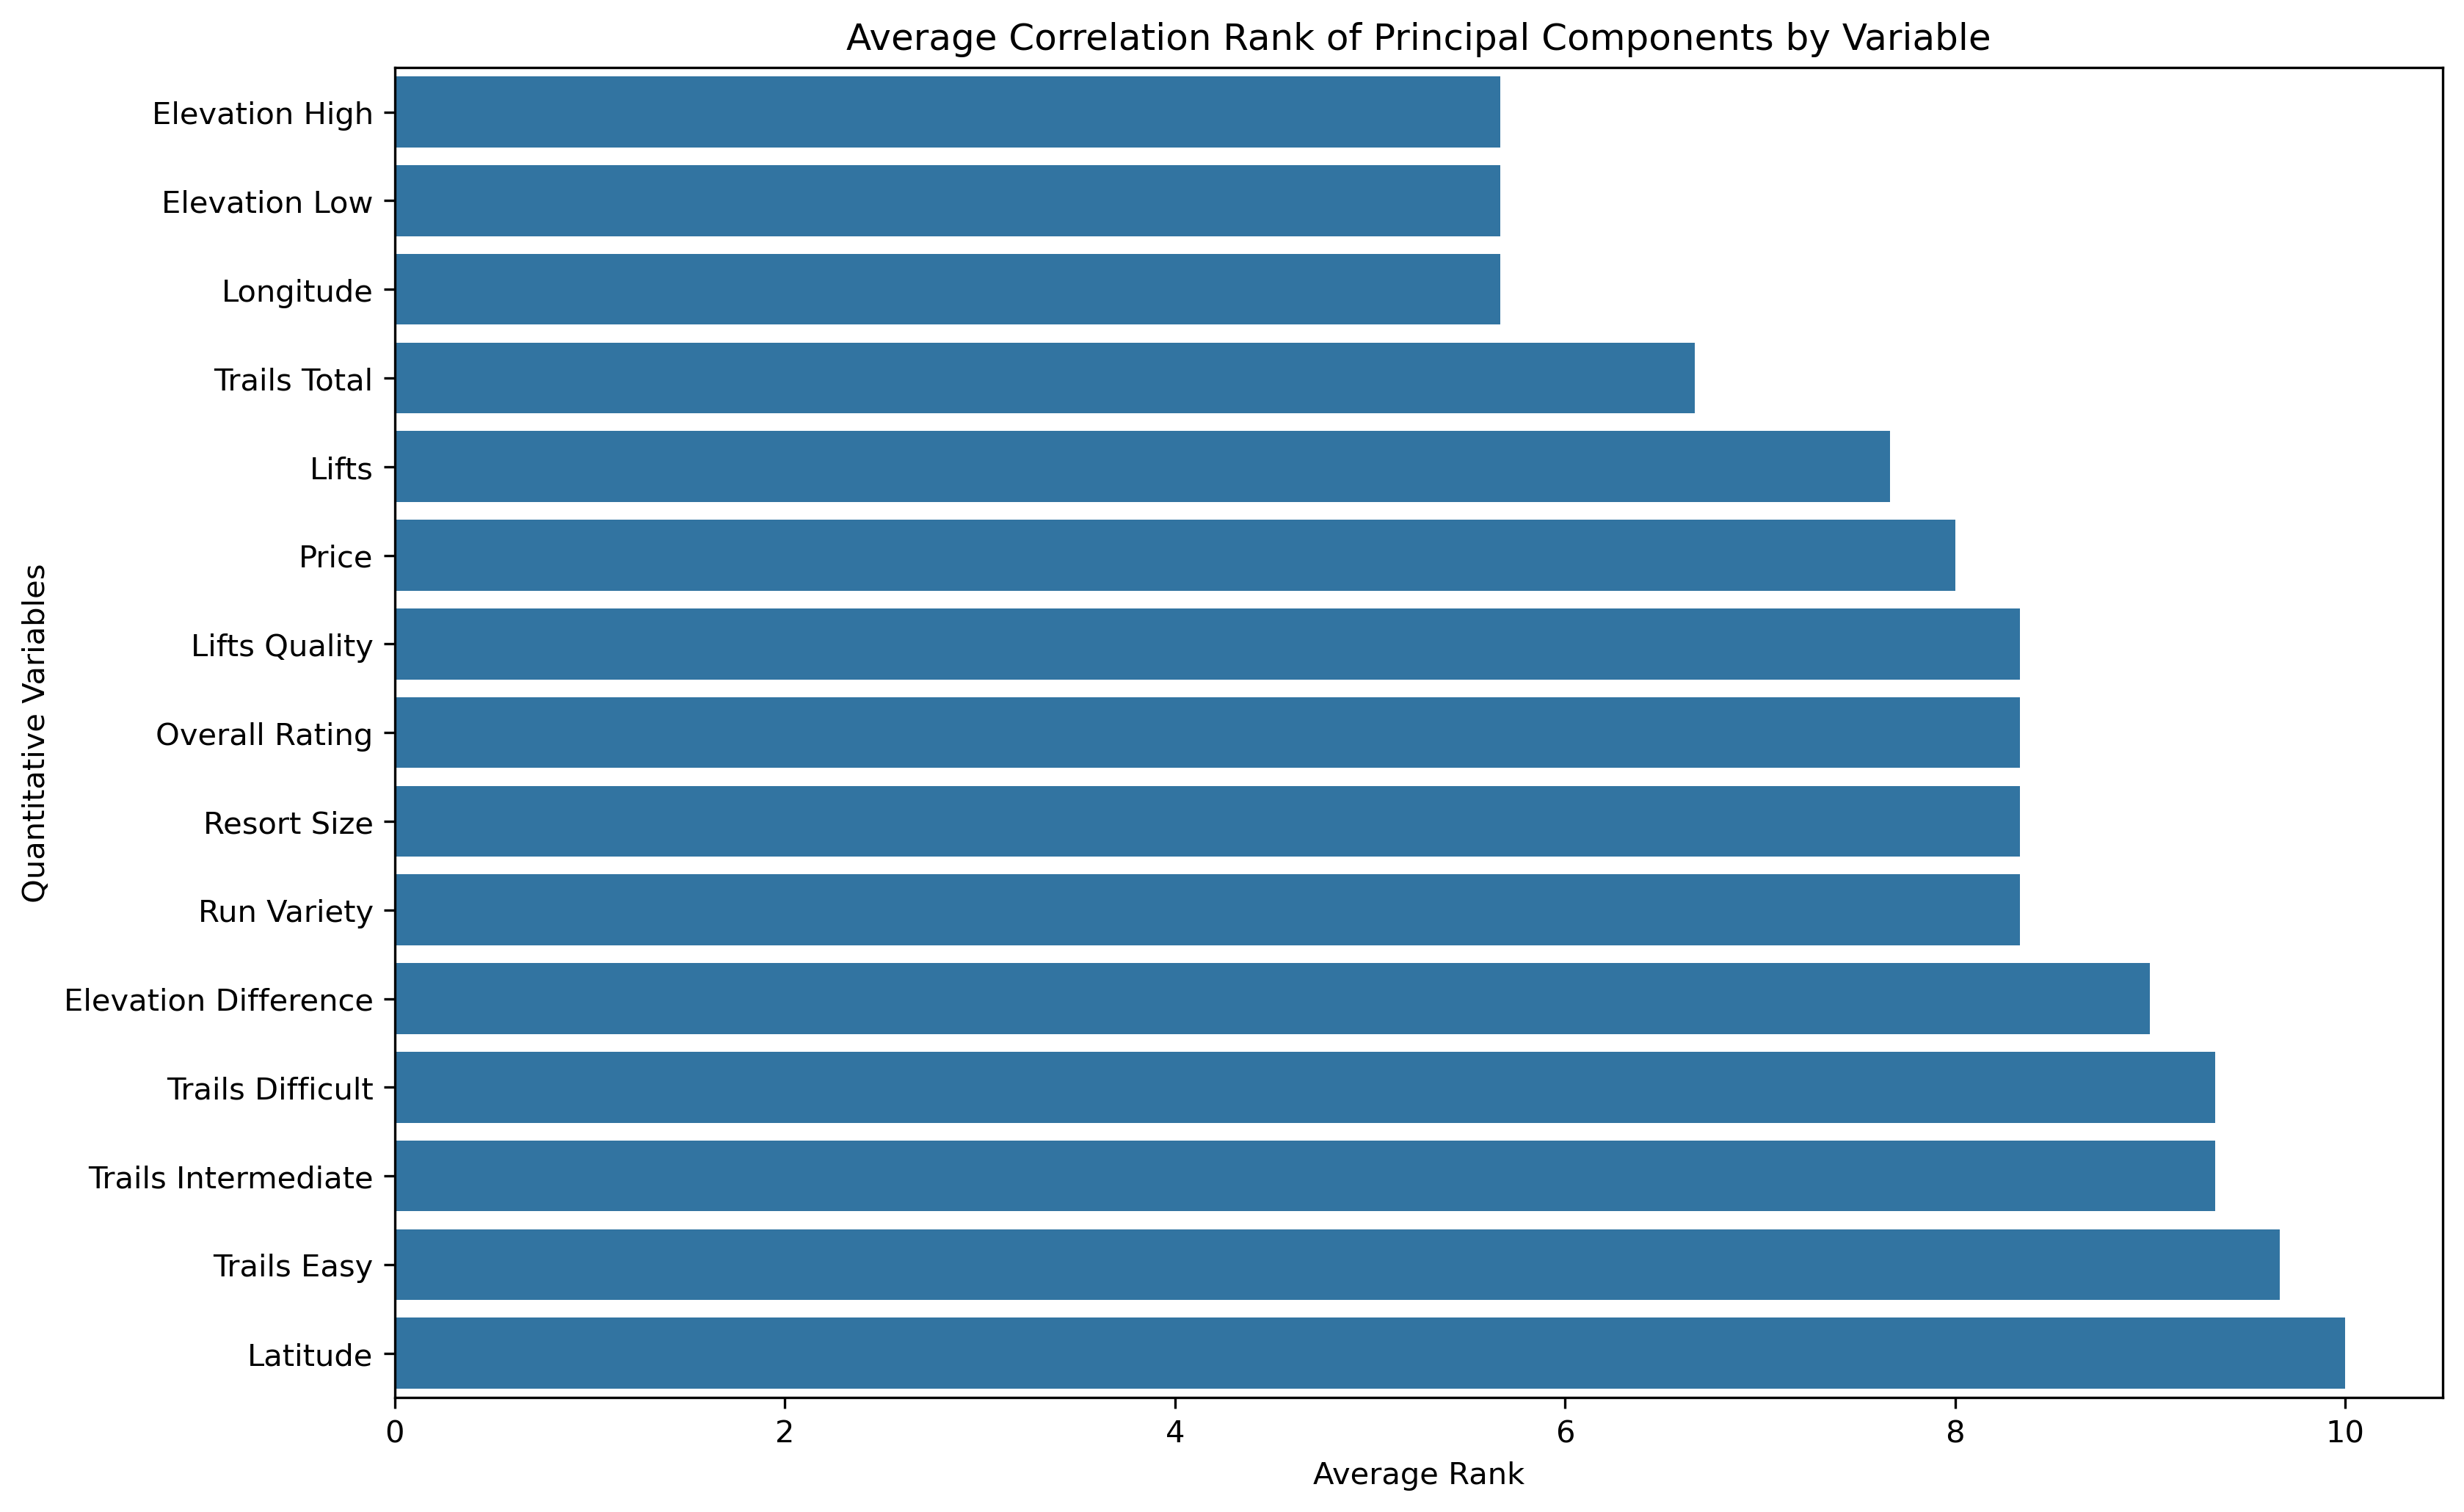 Average Correlation Rank of Principal Components by Variable
Quantitative Variables
Elevation High
Elevation Low
Longitude
Trails Total
Lifts
Price
Lifts Quality
Overall Rating
Resort Size
Run Variety
Elevation Difference
Trails Difficult
Trails Intermediate
Trails Easy
Latitude
0 2 4 6 8 10
Average Rank